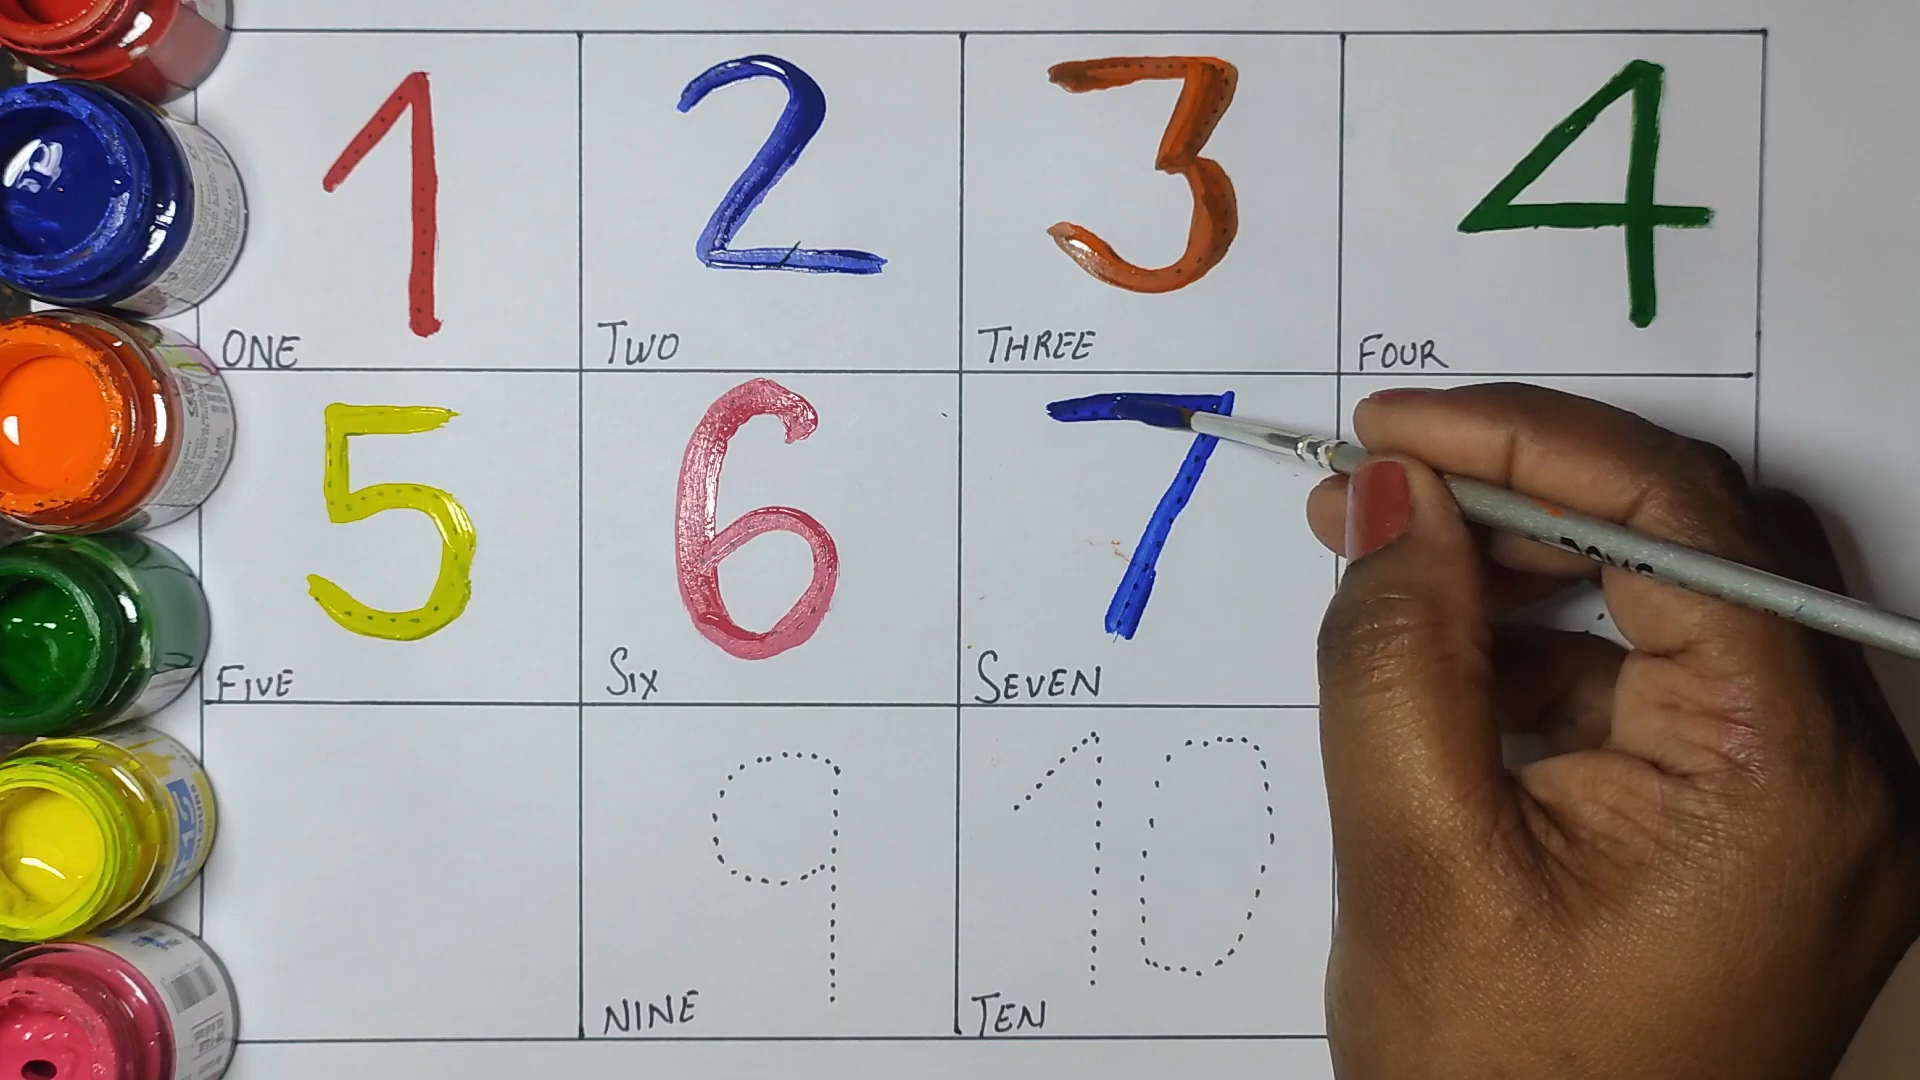 1 2 3 4
ONE TWO THREE FOUR
5 6 7
FIVE SIX SEVEN
9 10
NINE TEN